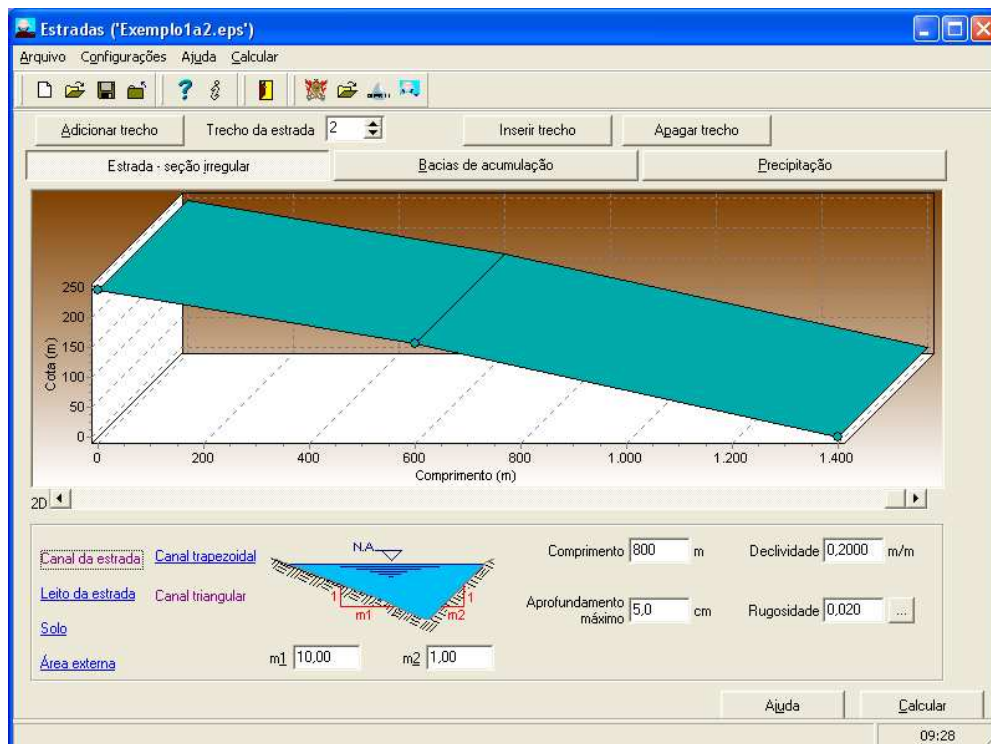 Estradas ('Exemplo1a2.eps')
Arquivo Configurações Ajuda Calcular
Adicionar trecho Trecho da estrada 2 Inserir trecho Apagar trecho
Estrada - seção irregular Bacias de acumulação Precipitação
250
200
150
100
50
0
Cota (m)
0 200 400 600 800 1.000 1.200 1.400
Comprimento (m)
2D
Canal da estrada Canal trapezoidal
Leito da estrada Canal triangular
Solo
Área externa
N.A.
1 1
m1 m2
m1 10,00 m2 1,00
Comprimento 800 m Declividade 0,2000 m/m
Aprofundamento máximo 5,0 cm Rugosidade 0,020 ...
Ajuda Calcular
09:28